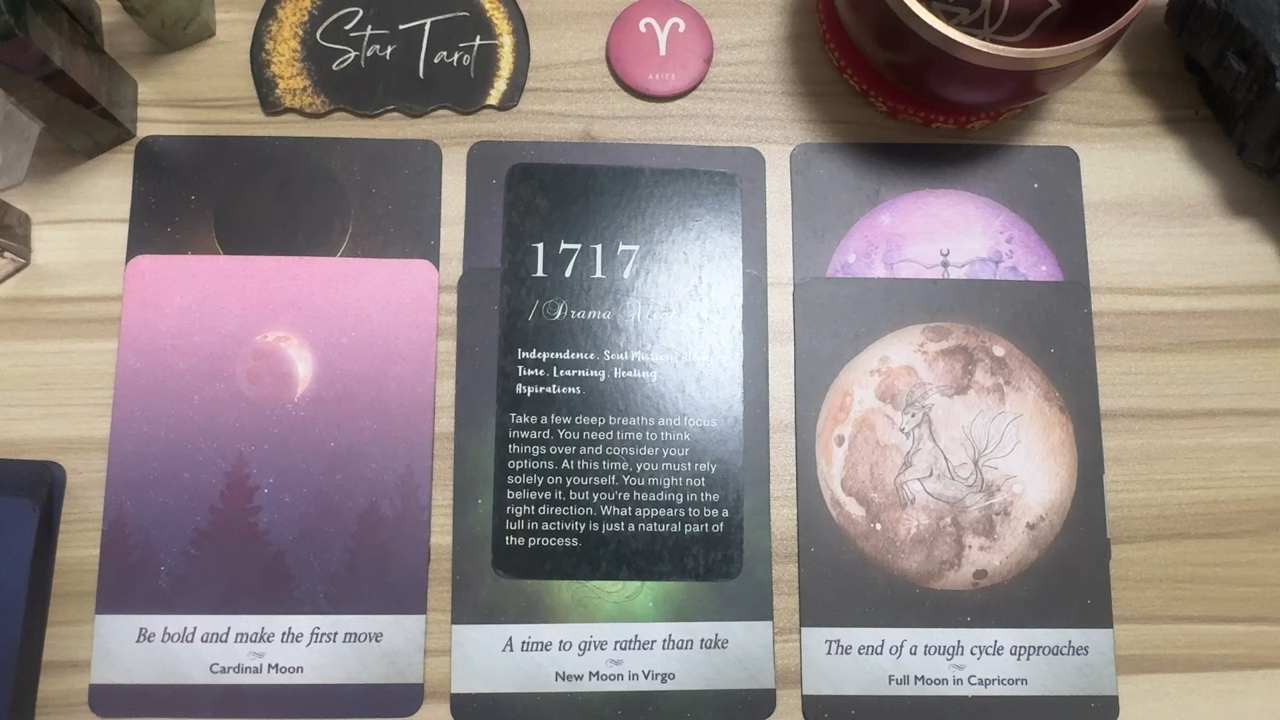 Star Tarot
ARIES
1717
/Drama
Independence. Soul Mission. Alone
Time. Learning. Healing.
Aspirations.
Take a few deep breaths and focus
inward. You need time to think
things over and consider your
options. At this time, you must rely
solely on yourself. You might not
believe it, but you're heading in the
right direction. What appears to be a
lull in activity is just a natural part of
the process.
Be bold and make the first move
Cardinal Moon
A time to give rather than take
New Moon in Virgo
The end of a tough cycle approaches
Full Moon in Capricorn